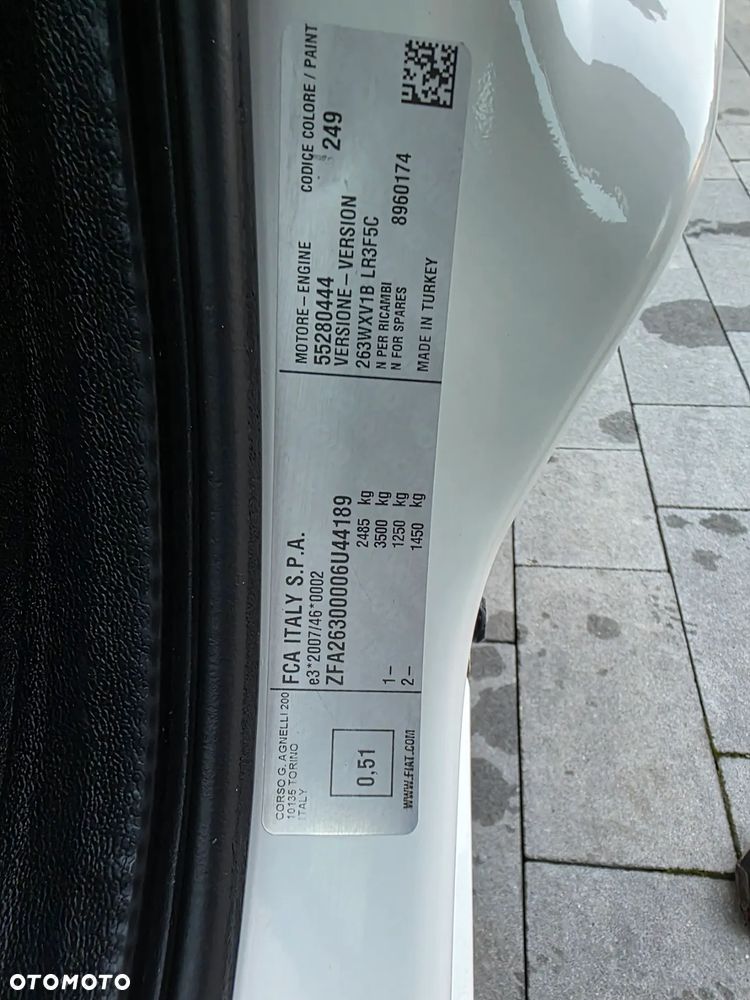 CORSO G. AGNELLI 200
10135 TORINO
ITALY
0,51
WWW.FIAT.COM
FCA ITALY S.P.A.
e3*2007/46*0002
ZFA26300006U44189
2485 kg
3500 kg
1– 1250 kg
2– 1450 kg
MOTORE–ENGINE CODICE COLORE / PAINT
55280444 249
VERSIONE–VERSION
263WXV1B LR3F5C
N PER RICAMBI
N FOR SPARES 8960174
MADE IN TURKEY
OTOMOTO